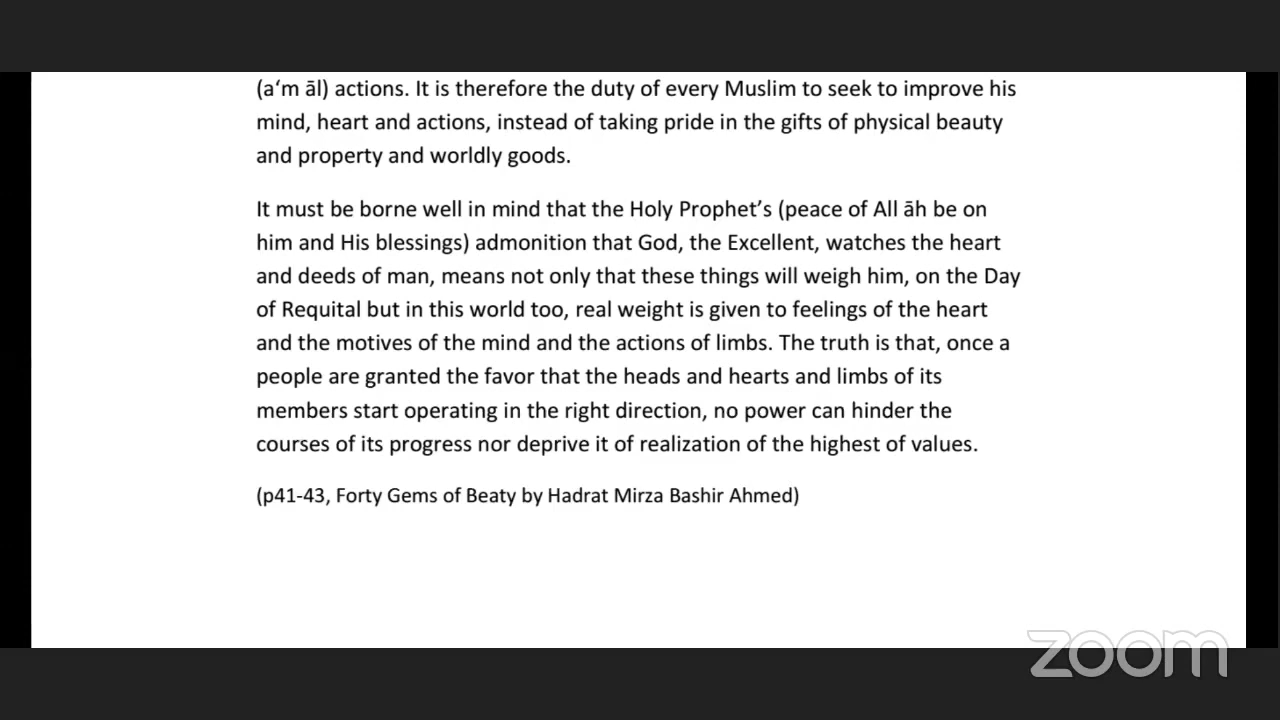 (a‘m āl) actions. It is therefore the duty of every Muslim to seek to improve his
mind, heart and actions, instead of taking pride in the gifts of physical beauty
and property and worldly goods.
It must be borne well in mind that the Holy Prophet’s (peace of All āh be on
him and His blessings) admonition that God, the Excellent, watches the heart
and deeds of man, means not only that these things will weigh him, on the Day
of Requital but in this world too, real weight is given to feelings of the heart
and the motives of the mind and the actions of limbs. The truth is that, once a
people are granted the favor that the heads and hearts and limbs of its
members start operating in the right direction, no power can hinder the
courses of its progress nor deprive it of realization of the highest of values.
(p41-43, Forty Gems of Beaty by Hadrat Mirza Bashir Ahmed)
zoom